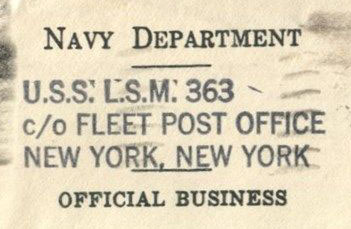 NAVY DEPARTMENT
U.S.S. L.S.M. 363
c/o FLEET POST OFFICE
NEW YORK, NEW YORK
OFFICIAL BUSINESS